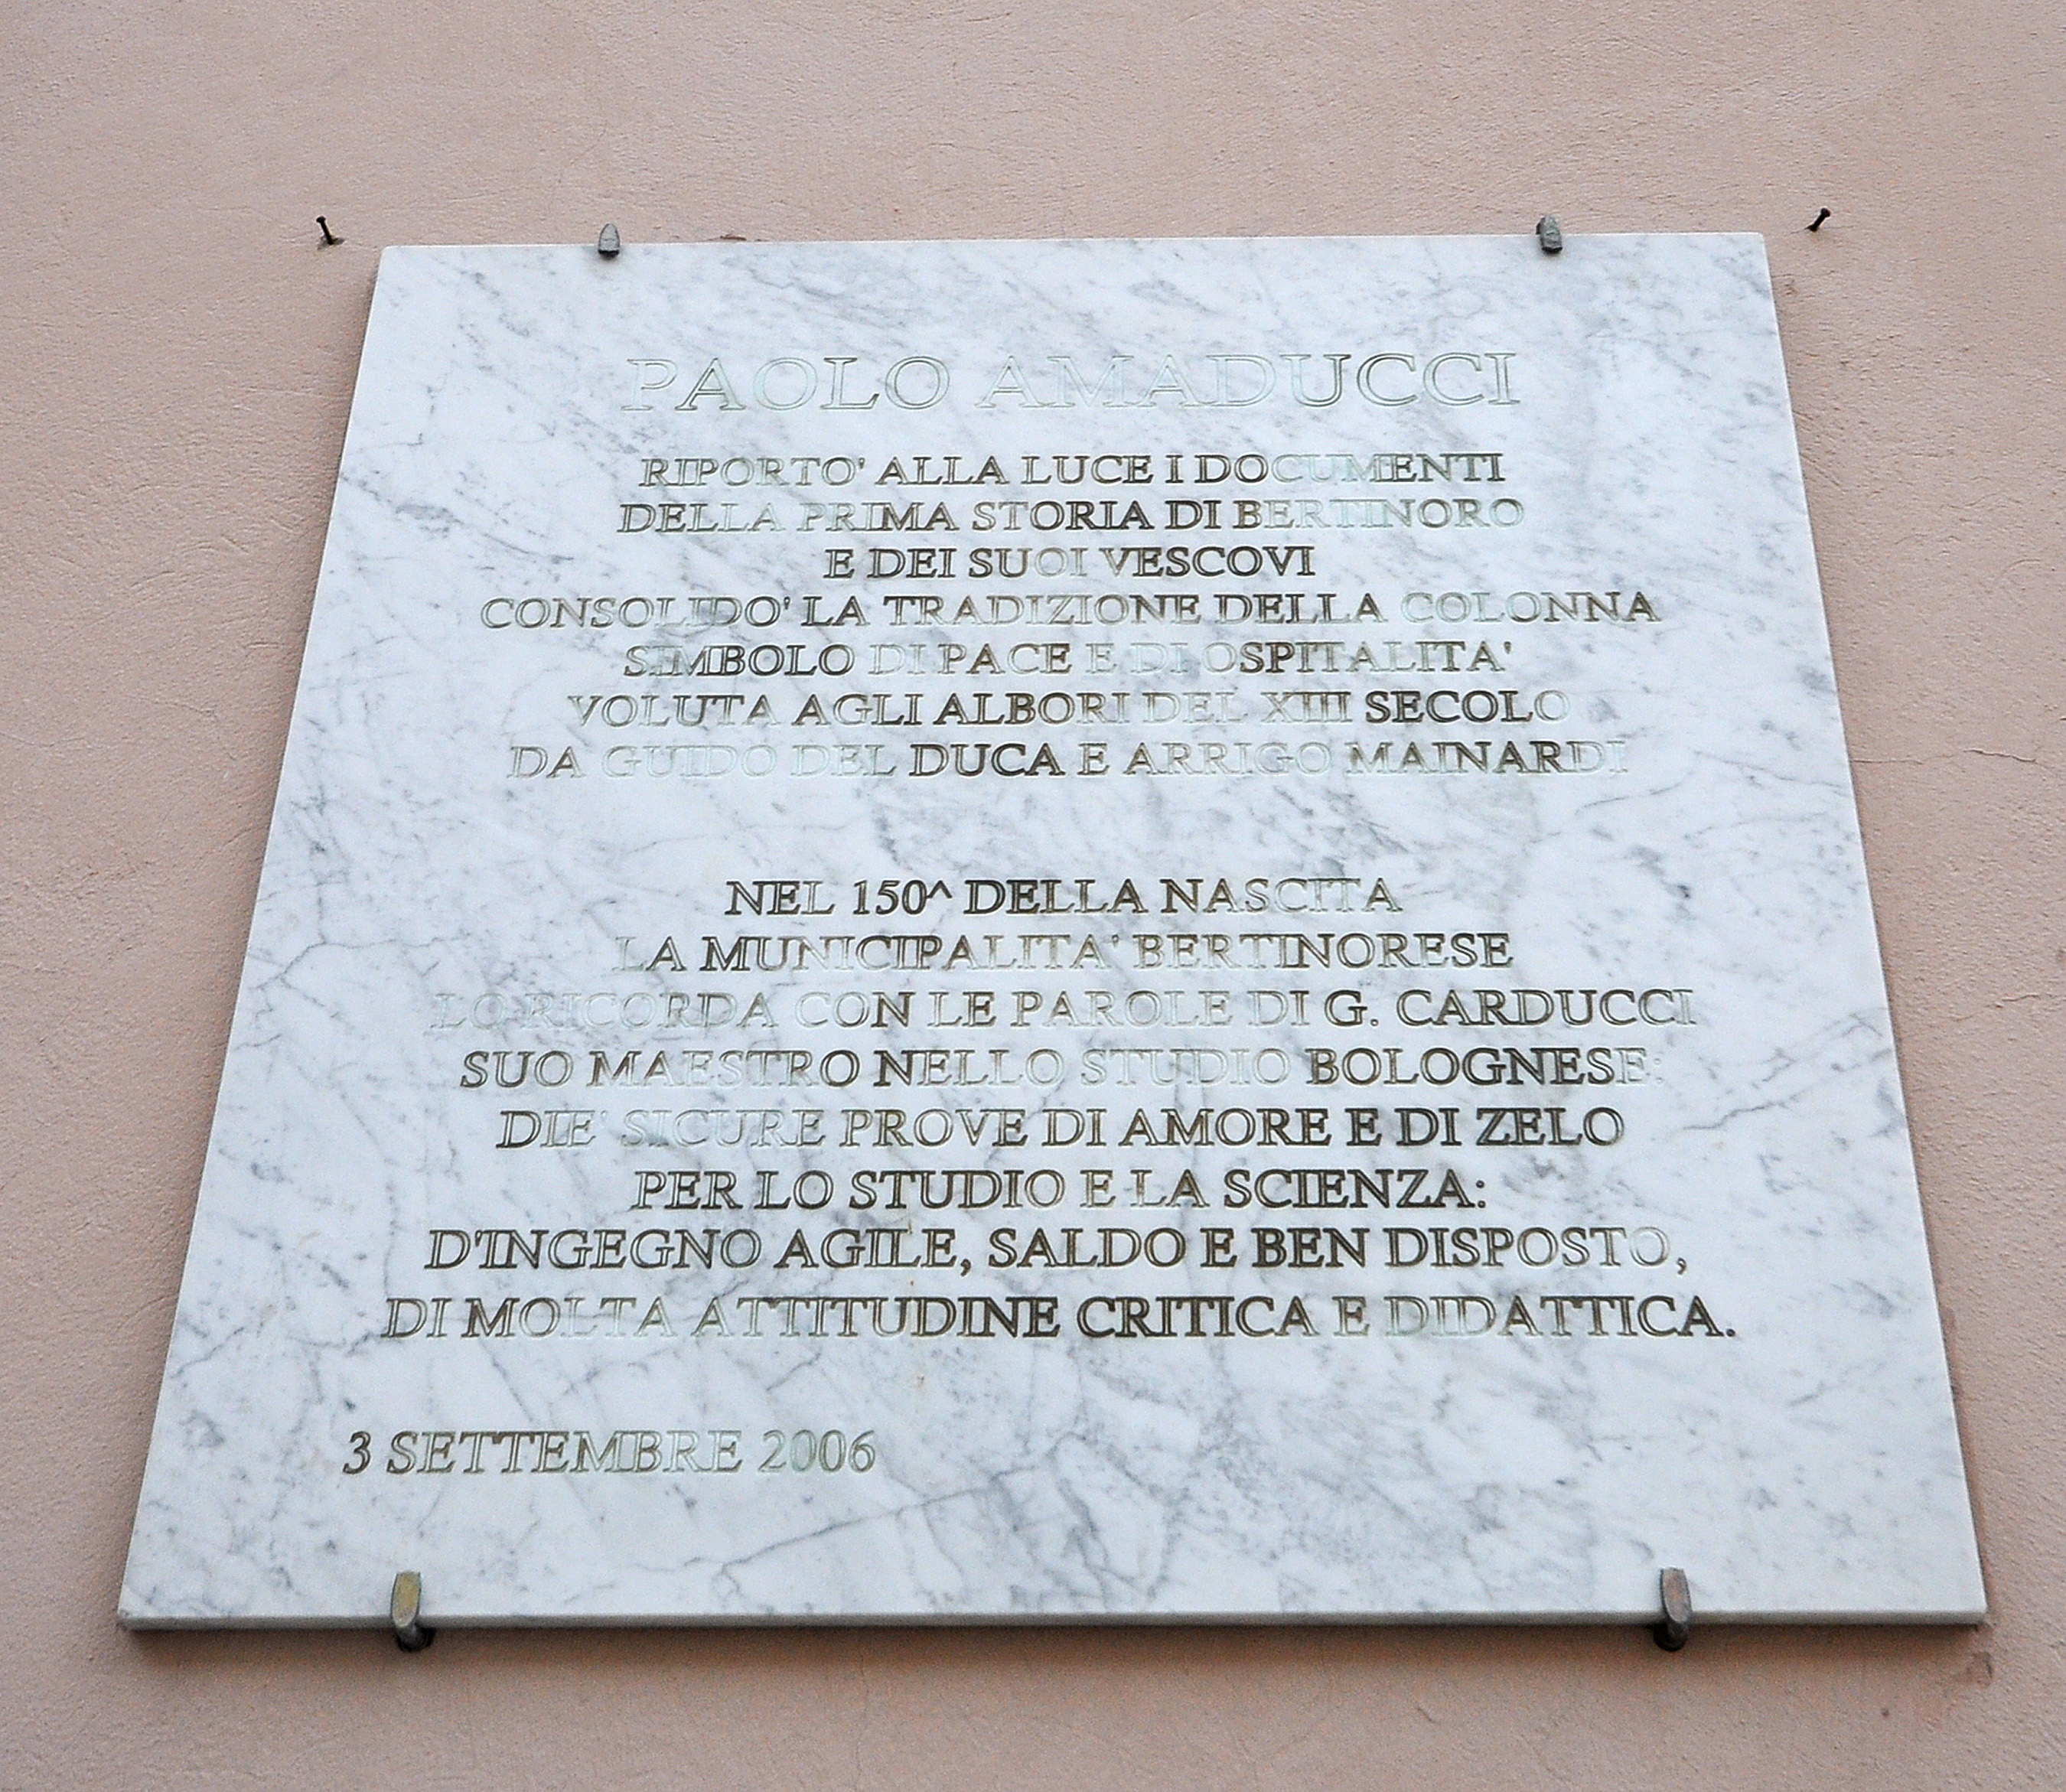 PAOLO AMADUCCI
RIPORTO' ALLA LUCE I DOCUMENTI
DELLA PRIMA STORIA DI BERTINORO
E DEI SUOI VESCOVI
CONSOLIDO' LA TRADIZIONE DELLA COLONNA
SIMBOLO DI PACE E DI OSPITALITA'
VOLUTA AGLI ALBORI DEL XIII SECOLO
DA GUIDO DEL DUCA E ARRIGO MAINARDI
NEL 150^ DELLA NASCITA
LA MUNICIPALITA' BERTINORESE
LO RICORDA CON LE PAROLE DI G. CARDUCCI
SUO MAESTRO NELLO STUDIO BOLOGNESE:
DIE' SICURE PROVE DI AMORE E DI ZELO
PER LO STUDIO E LA SCIENZA:
D'INGEGNO AGILE, SALDO E BEN DISPOSTO,
DI MOLTA ATTITUDINE CRITICA E DIDATTICA.
3 SETTEMBRE 2006